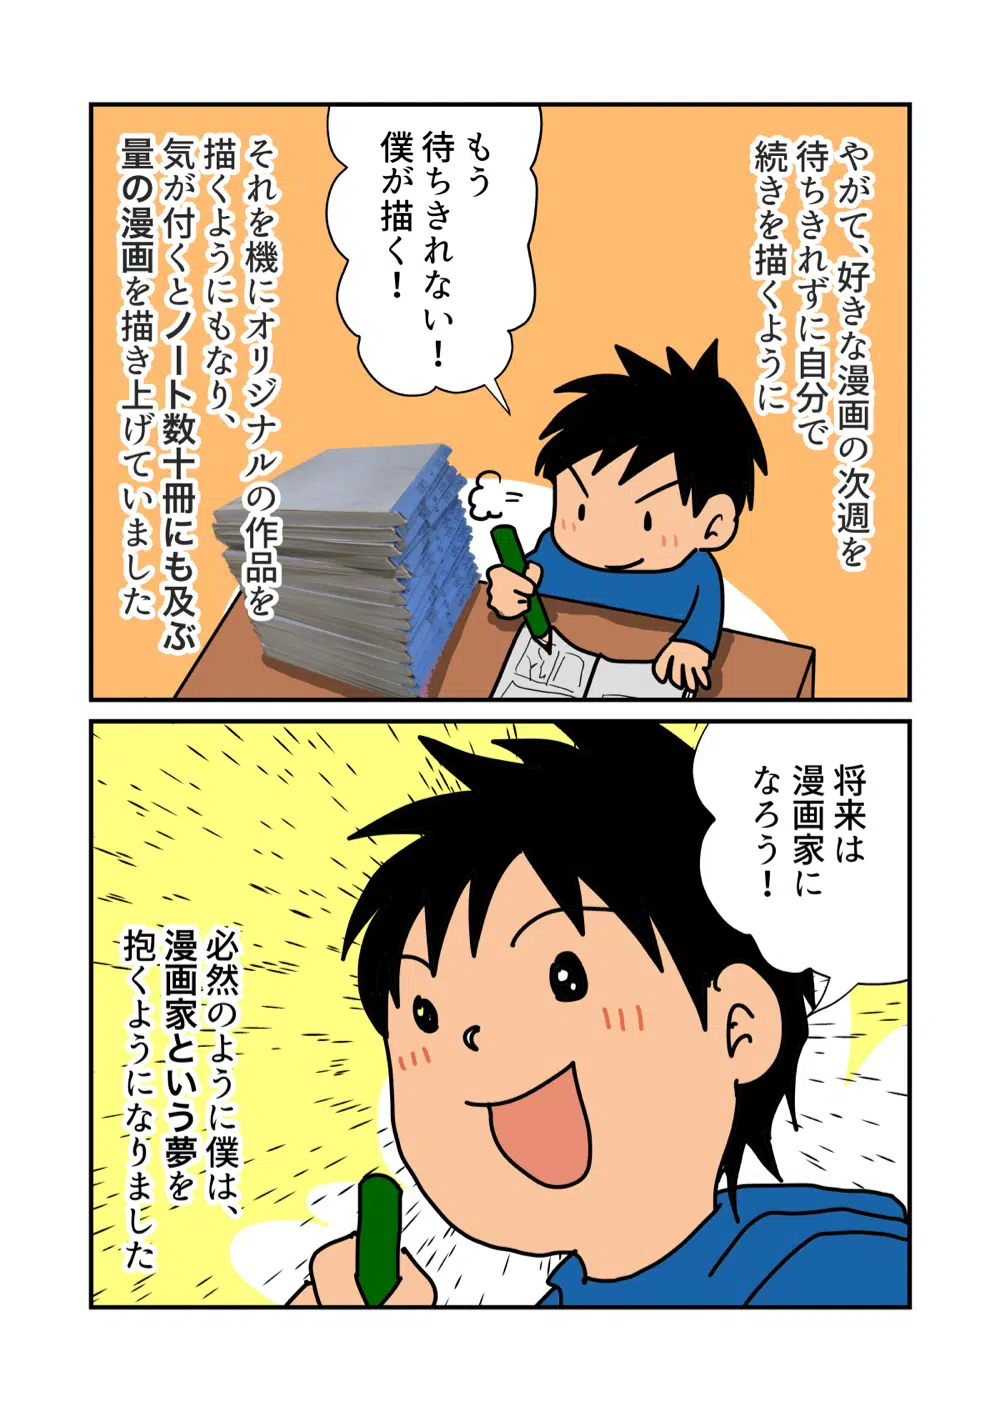 やがて、好きな漫画の次週を
待ちきれずに自分で
続きを描くように
もう
待ちきれない！
僕が描く！
それを機にオリジナルの作品を
描くようにもなり、
気が付くとノート数十冊にも及ぶ
量の漫画を描き上げていました
将来は
漫画家に
なろう！
必然のように僕は、
漫画家という夢を
抱くようになりました